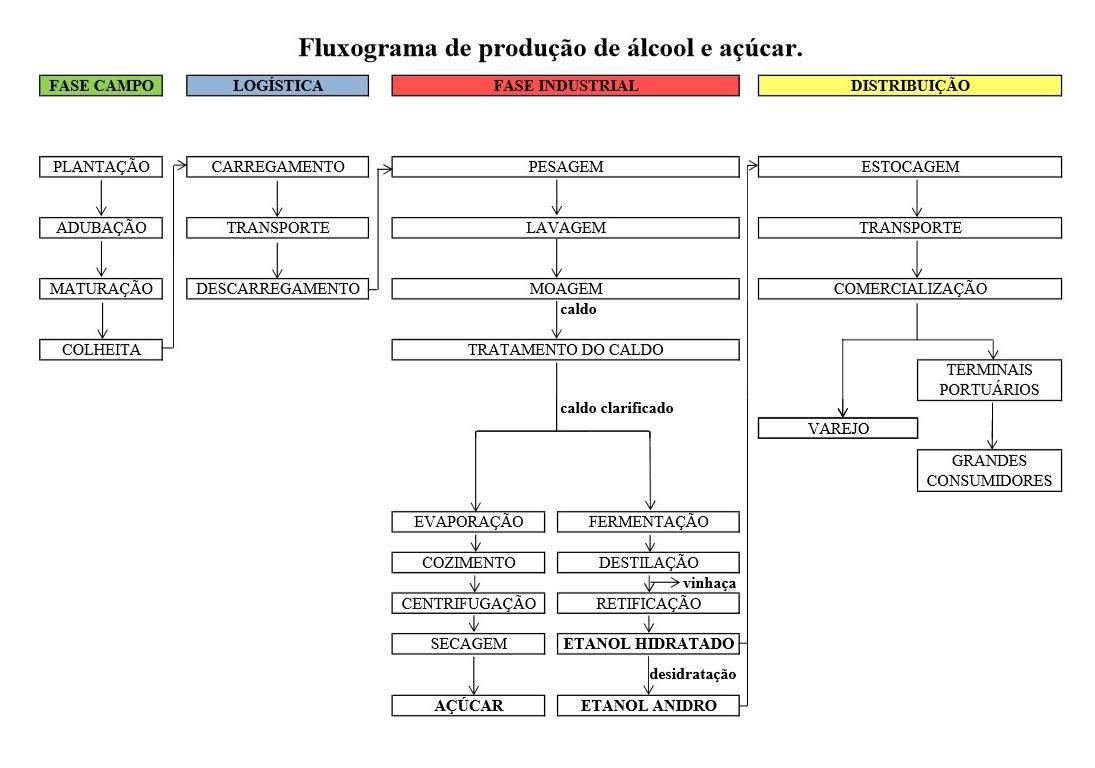 Fluxograma de produção de álcool e açúcar.
FASE CAMPO
LOGÍSTICA
FASE INDUSTRIAL
DISTRIBUIÇÃO
PLANTAÇÃO
ADUBAÇÃO
MATURAÇÃO
COLHEITA
CARREGAMENTO
TRANSPORTE
DESCARREGAMENTO
PESAGEM
LAVAGEM
MOAGEM
caldo
TRATAMENTO DO CALDO
caldo clarificado
EVAPORAÇÃO
COZIMENTO
CENTRIFUGAÇÃO
SECAGEM
AÇÚCAR
FERMENTAÇÃO
DESTILAÇÃO
vinhaça
RETIFICAÇÃO
ETANOL HIDRATADO
desidratação
ETANOL ANIDRO
ESTOCAGEM
TRANSPORTE
COMERCIALIZAÇÃO
VAREJO
TERMINAIS
PORTUÁRIOS
GRANDES
CONSUMIDORES